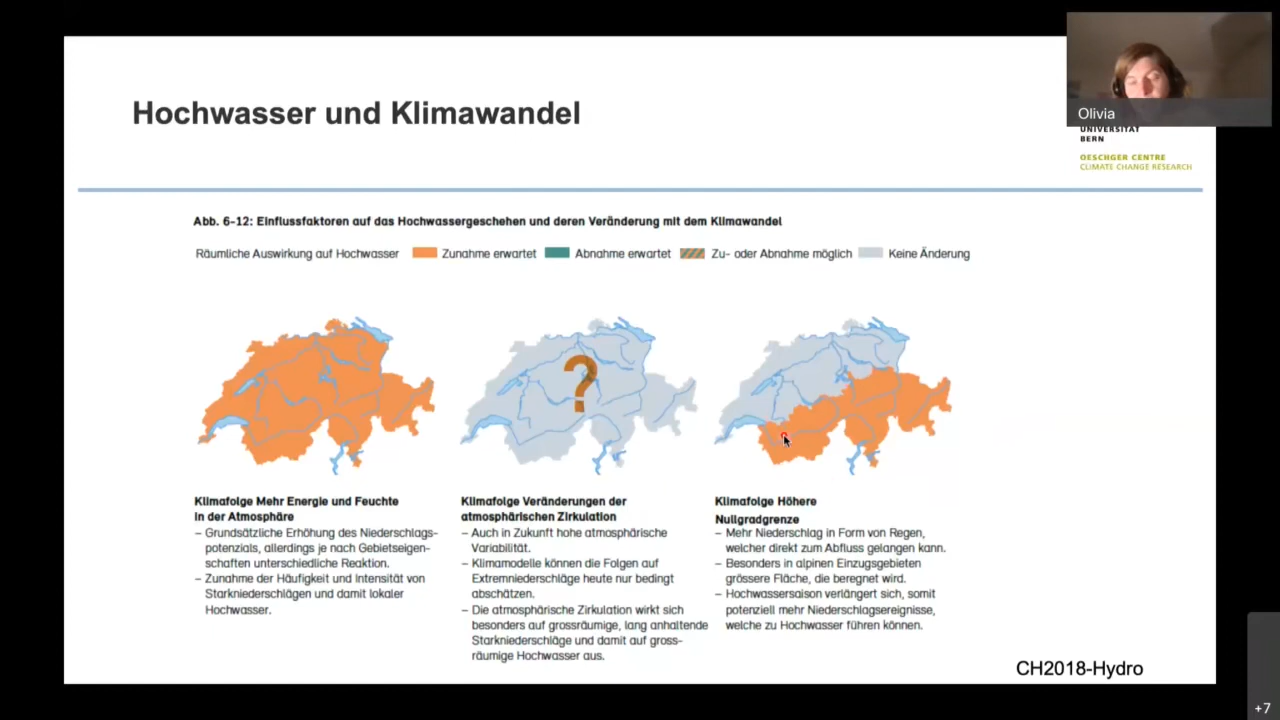 Hochwasser und Klimawandel
Olivia
UNIVERSITÄT
BERN
OESCHGER CENTRE
CLIMATE CHANGE RESEARCH
Abb. 6-12: Einflussfaktoren auf das Hochwassergeschehen und deren Veränderung mit dem Klimawandel
Räumliche Auswirkung auf Hochwasser Zunahme erwartet Abnahme erwartet Zu- oder Abnahme möglich Keine Änderung
?
Klimafolge Mehr Energie und Feuchte
in der Atmosphäre
– Grundsätzliche Erhöhung des Niederschlags-
potenzials, allerdings je nach Gebietseigen-
schaften unterschiedliche Reaktion.
– Zunahme der Häufigkeit und Intensität von
Starkniederschlägen und damit lokaler
Hochwasser.
Klimafolge Veränderungen der
atmosphärischen Zirkulation
– Auch in Zukunft hohe atmosphärische
Variabilität.
– Klimamodelle können die Folgen auf
Extremniederschläge heute nur bedingt
abschätzen.
– Die atmosphärische Zirkulation wirkt sich
besonders auf grossräumige, lang anhaltende
Starkniederschläge und damit auf gross-
räumige Hochwasser aus.
Klimafolge Höhere
Nullgradgrenze
– Mehr Niederschlag in Form von Regen,
welcher direkt zum Abfluss gelangen kann.
– Besonders in alpinen Einzugsgebieten
grössere Fläche, die beregnet wird.
– Hochwassersaison verlängert sich, somit
potenziell mehr Niederschlagsereignisse,
welche zu Hochwasser führen können.
CH2018-Hydro
+7